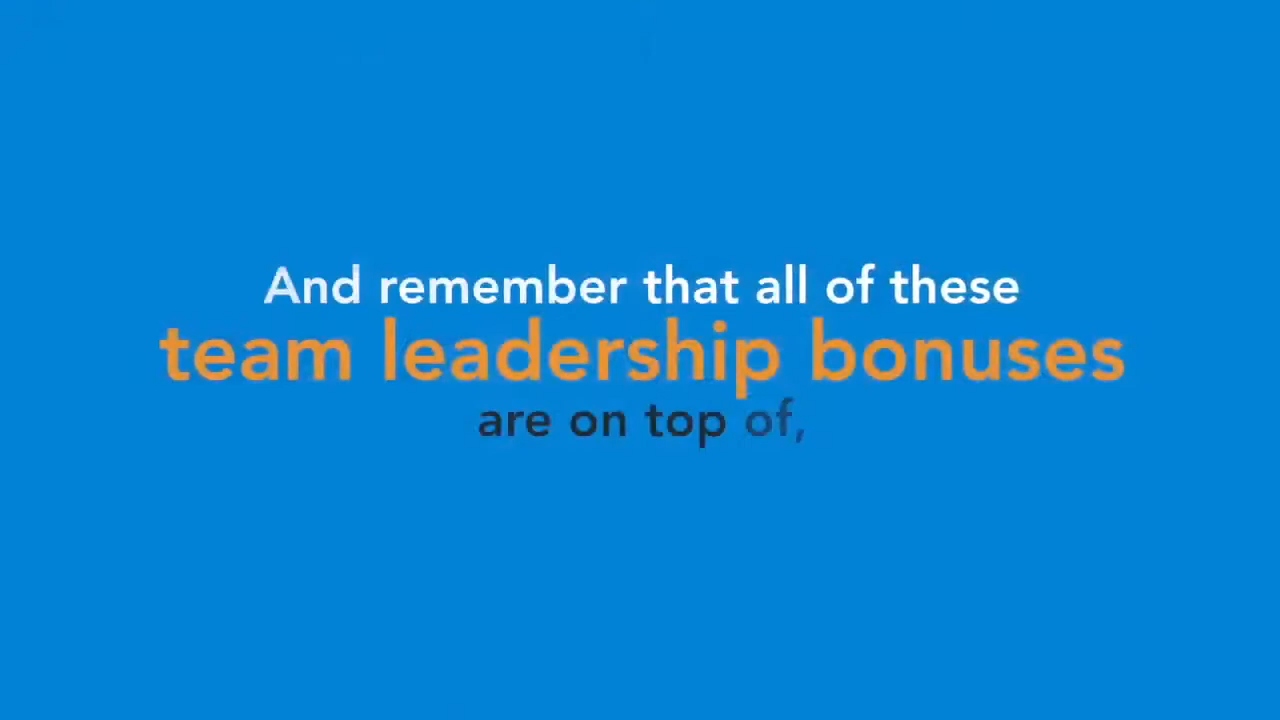 And remember that all of these
team leadership bonuses
are on top of,